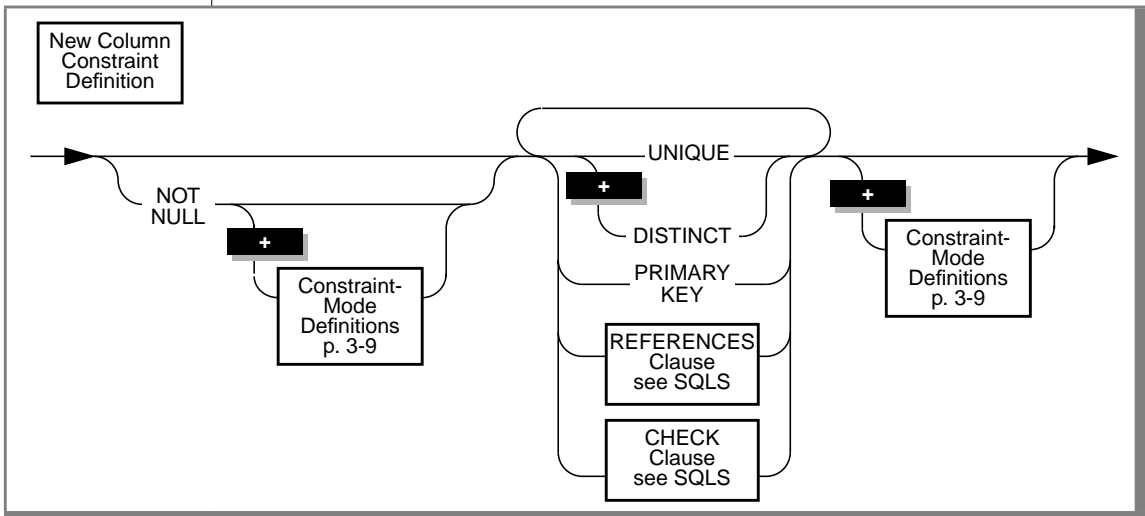 New Column
Constraint
Definition
NOT
NULL
+
Constraint-
Mode
Definitions
p. 3-9
UNIQUE
+
DISTINCT
PRIMARY
KEY
REFERENCES
Clause
see SQLS
CHECK
Clause
see SQLS
+
Constraint-
Mode
Definitions
p. 3-9